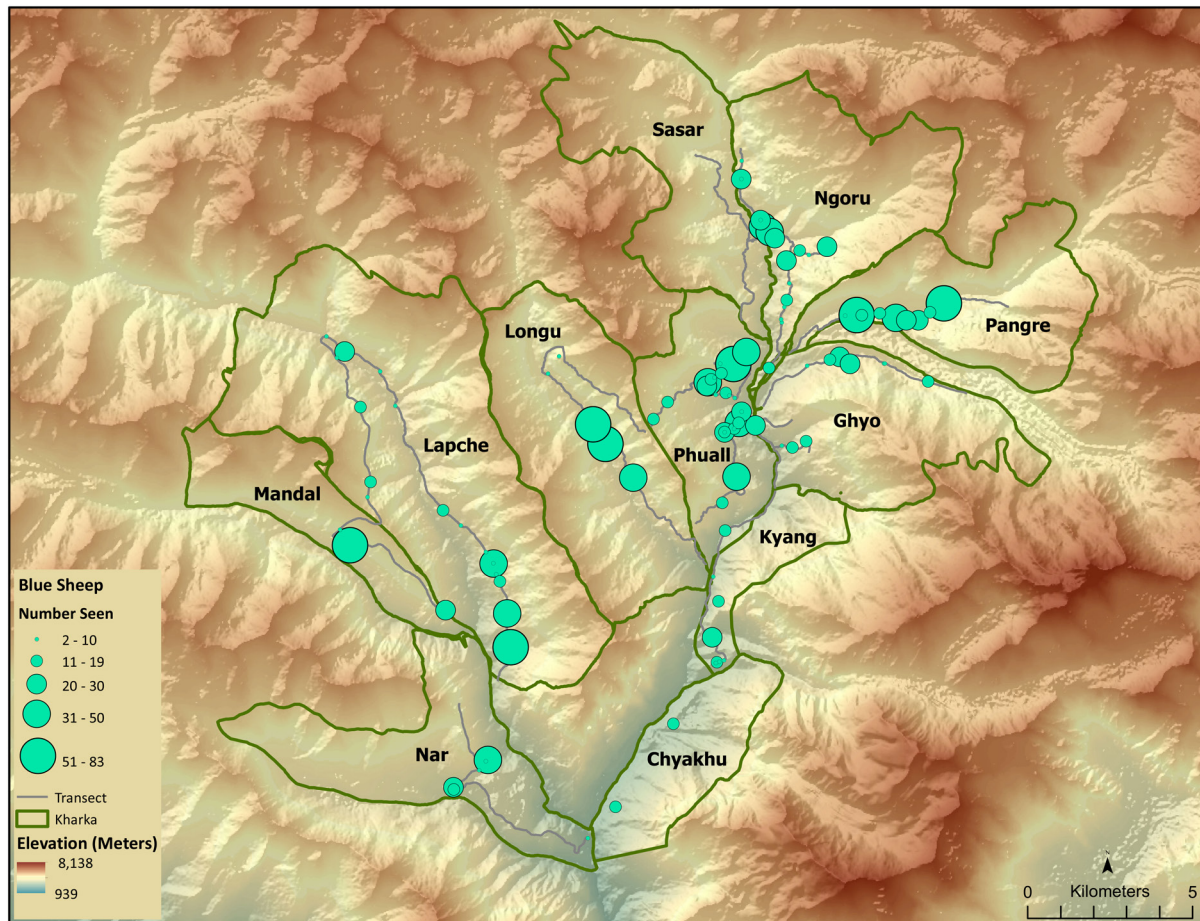 Sasar
Ngoru
Pangre
Longu
Ghyo
Lapche
Phuall
Mandal
Kyang
Nar
Chyakhu
Blue Sheep
Number Seen
2 - 10
11 - 19
20 - 30
31 - 50
51 - 83
Transect
Kharka
Elevation (Meters)
8,138
939
N
Kilometers
0 5